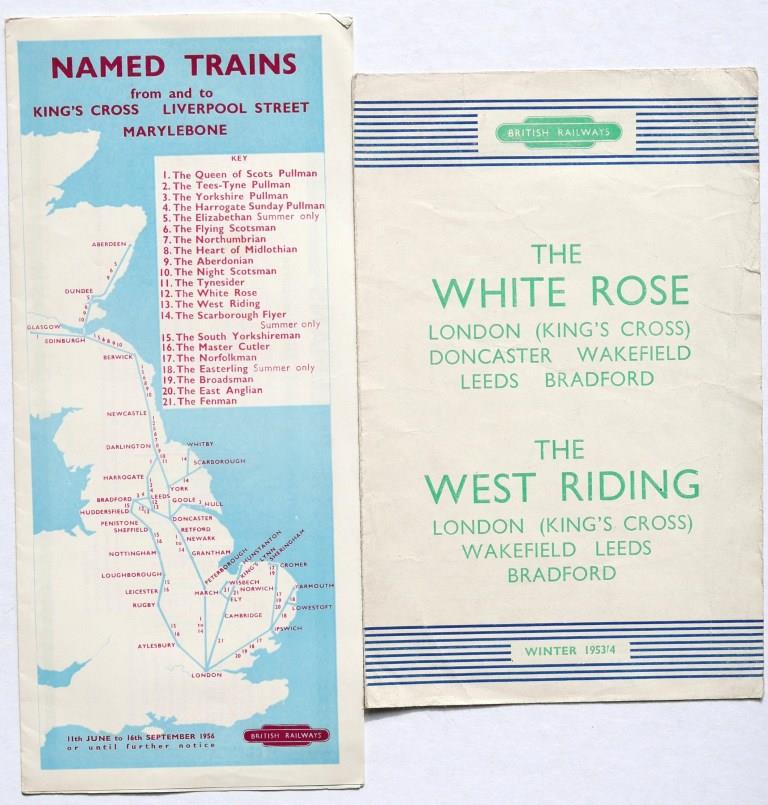 NAMED TRAINS
from and to
KING'S CROSS LIVERPOOL STREET
MARYLEBONE
KEY
1. The Queen of Scots Pullman
2. The Tees-Tyne Pullman
3. The Yorkshire Pullman
4. The Harrogate Sunday Pullman
5. The Elizabethan Summer only
6. The Flying Scotsman
7. The Northumbrian
8. The Heart of Midlothian
9. The Aberdonian
10. The Night Scotsman
11. The Tynesider
12. The White Rose
13. The West Riding
14. The Scarborough Flyer
Summer only
15. The South Yorkshireman
16. The Master Cutler
17. The Norfolkman
18. The Easterling Summer only
19. The Broadsman
20. The East Anglian
21. The Fenman
ABERDEEN
DUNDEE
GLASGOW
EDINBURGH
BERWICK
NEWCASTLE
DARLINGTON
WHITBY
SCARBOROUGH
HARROGATE
YORK
BRADFORD
LEEDS
GOOLE
HULL
HUDDERSFIELD
DONCASTER
PENISTONE
SHEFFIELD
RETFORD
NEWARK
NOTTINGHAM
GRANTHAM
PETERBOROUGH
HUNSTANTON
KING'S LYNN
SHERINGHAM
CROMER
LOUGHBOROUGH
LEICESTER
RUGBY
MARCH
WISBECH
NORWICH
ELY
YARMOUTH
LOWESTOFT
CAMBRIDGE
IPSWICH
AYLESBURY
LONDON
11th JUNE to 16th SEPTEMBER 1956
or until further notice
BRITISH RAILWAYS
BRITISH RAILWAYS
THE
WHITE ROSE
LONDON (KING'S CROSS)
DONCASTER WAKEFIELD
LEEDS BRADFORD
THE
WEST RIDING
LONDON (KING'S CROSS)
WAKEFIELD LEEDS
BRADFORD
WINTER 1953/4